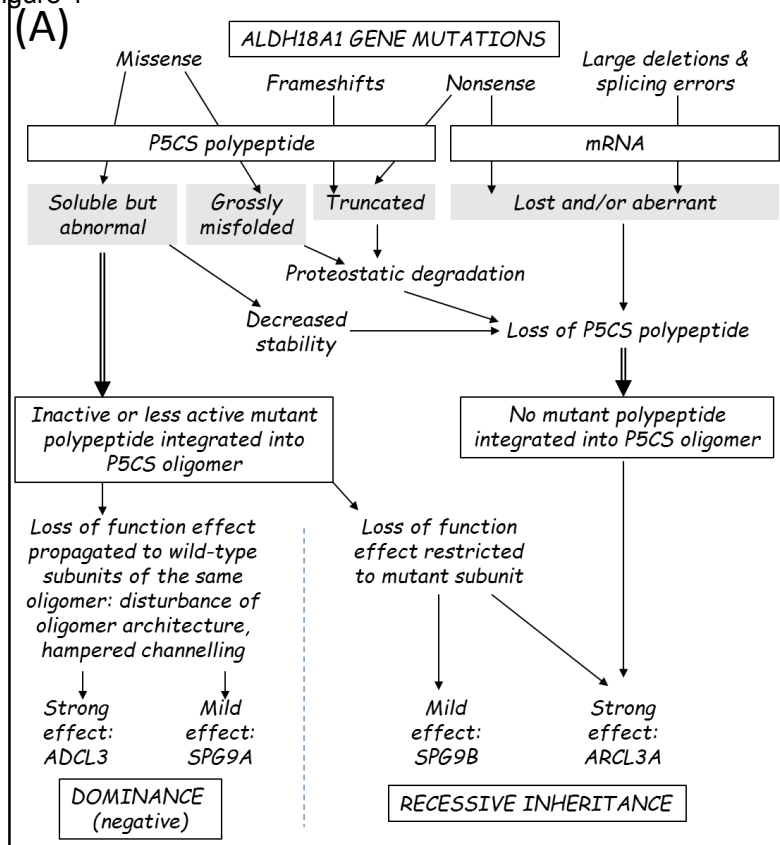 (A)
ALDH18A1 GENE MUTATIONS
Missense
Frameshifts
Nonsense
Large deletions &
splicing errors
P5CS polypeptide
mRNA
Soluble but
abnormal
Grossly
misfolded
Truncated
Lost and/or aberrant
Proteostatic degradation
Decreased
stability
Loss of P5CS polypeptide
Inactive or less active mutant
polypeptide integrated into
P5CS oligomer
No mutant polypeptide
integrated into P5CS oligomer
Loss of function effect
propagated to wild-type
subunits of the same
oligomer: disturbance of
oligomer architecture,
hampered channelling
Loss of function
effect restricted
to mutant subunit
Strong
effect:
ADCL3
Mild
effect:
SPG9A
Mild
effect:
SPG9B
Strong
effect:
ARCL3A
DOMINANCE
(negative)
RECESSIVE INHERITANCE